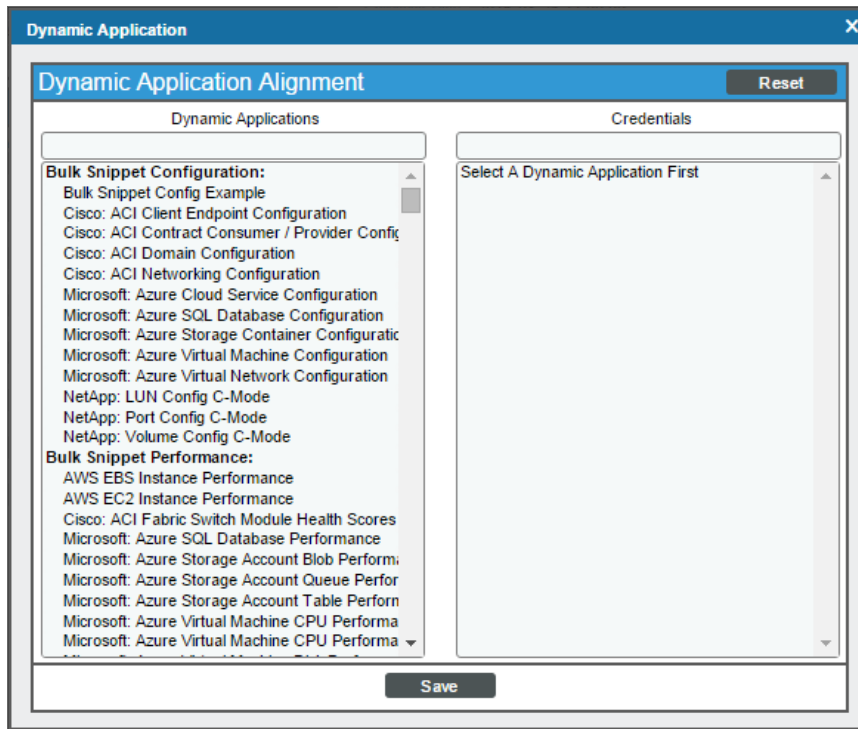 Dynamic Application
Dynamic Application Alignment
Reset
Dynamic Applications
Bulk Snippet Configuration:
Bulk Snippet Config Example
Cisco: ACI Client Endpoint Configuration
Cisco: ACI Contract Consumer / Provider Config
Cisco: ACI Domain Configuration
Cisco: ACI Networking Configuration
Microsoft: Azure Cloud Service Configuration
Microsoft: Azure SQL Database Configuration
Microsoft: Azure Storage Container Configuratic
Microsoft: Azure Virtual Machine Configuration
Microsoft: Azure Virtual Network Configuration
NetApp: LUN Config C-Mode
NetApp: Port Config C-Mode
NetApp: Volume Config C-Mode
Bulk Snippet Performance:
AWS EBS Instance Performance
AWS EC2 Instance Performance
Cisco: ACI Fabric Switch Module Health Scores
Microsoft: Azure SQL Database Performance
Microsoft: Azure Storage Account Blob Performa
Microsoft: Azure Storage Account Queue Perfor
Microsoft: Azure Storage Account Table Perforn
Microsoft: Azure Virtual Machine CPU Performa
Microsoft: Azure Virtual Machine CPU Performa
Credentials
Select A Dynamic Application First
Save